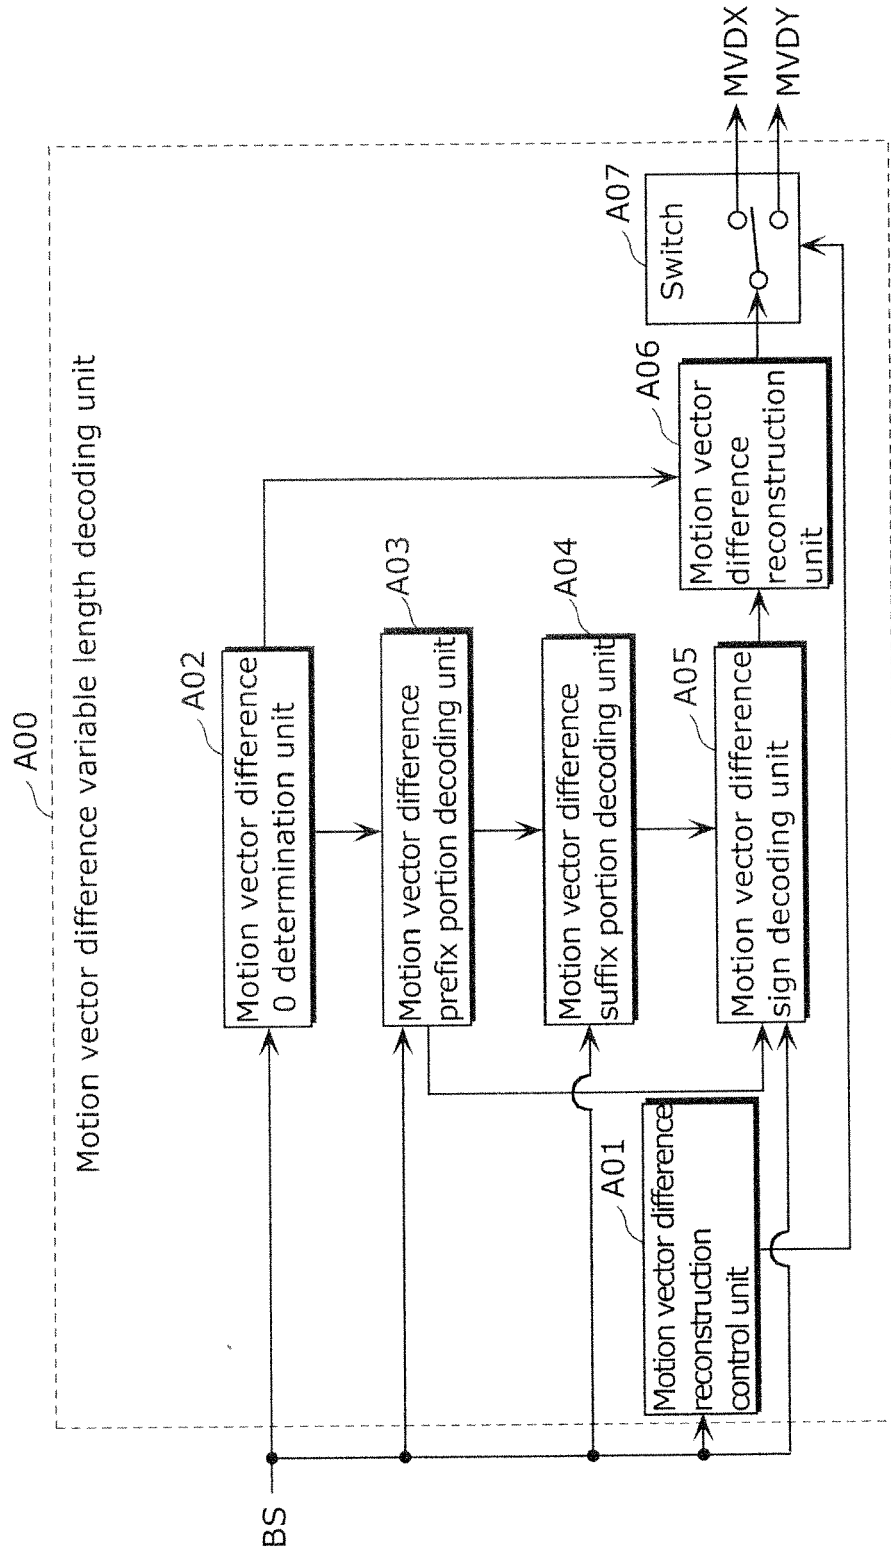 A00
Motion vector difference variable length decoding unit
BS
A02
Motion vector difference
0 determination unit
A03
Motion vector difference
prefix portion decoding unit
A04
Motion vector difference
suffix portion decoding unit
A01
Motion vector difference
reconstruction
control unit
A05
Motion vector difference
sign decoding unit
A06
Motion vector
difference
reconstruction
unit
A07
Switch
MVDX
MVDY